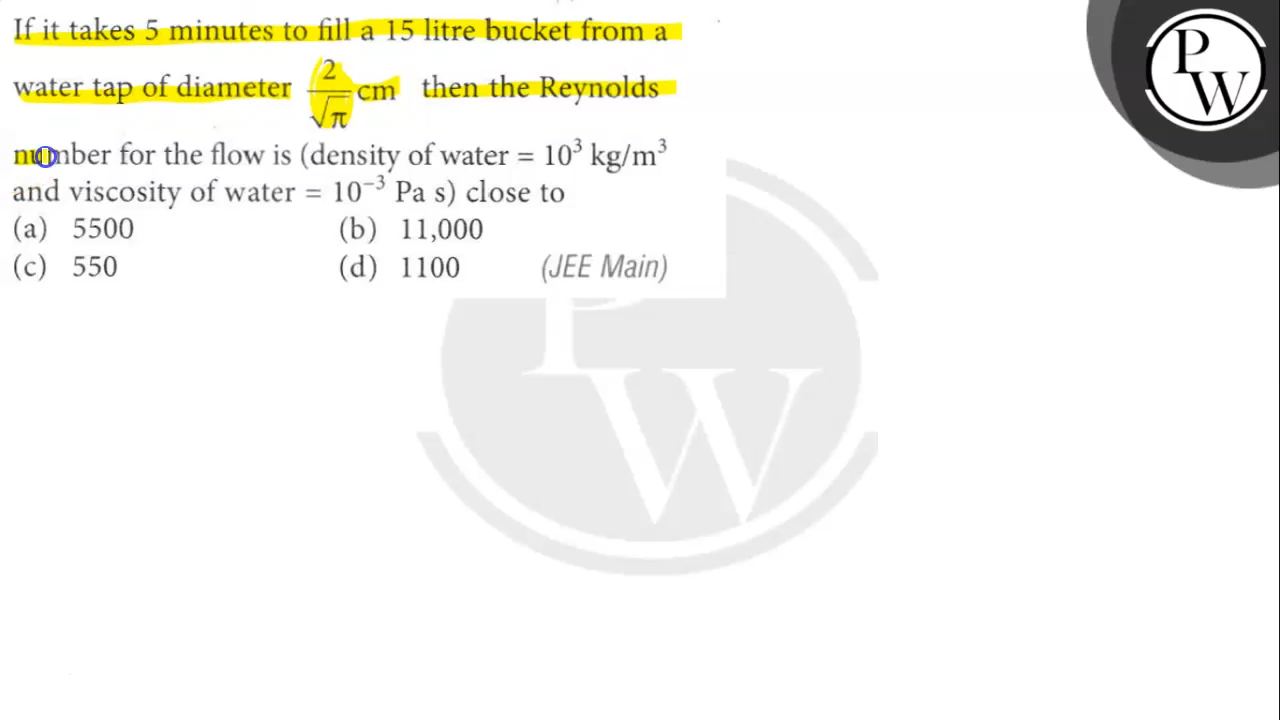 If it takes 5 minutes to fill a 15 litre bucket from a
water tap of diameter 2/√π cm then the Reynolds
number for the flow is (density of water = 10³ kg/m³
and viscosity of water = 10⁻³ Pa s) close to
(a) 5500 (b) 11,000
(c) 550 (d) 1100 (JEE Main)
P
W
P
W